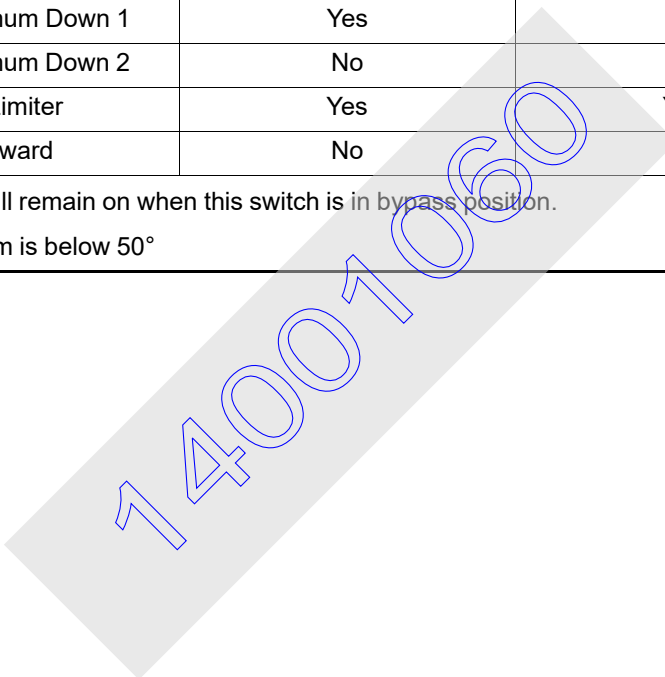 num Down 1 Yes
num Down 2 No
imiter Yes
ward No
ll remain on when this switch is in bypass position.
m is below 50°
14001060